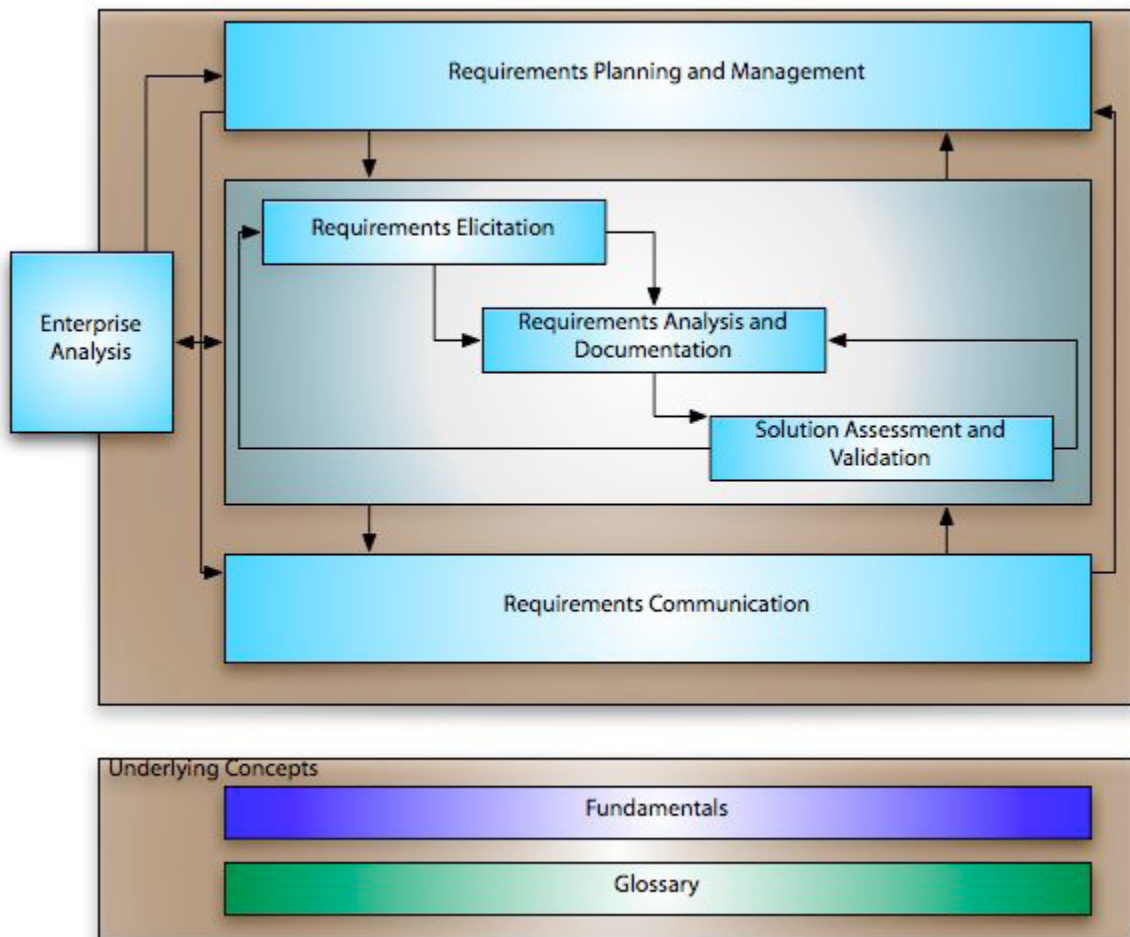 Requirements Planning and Management
Requirements Elicitation
Enterprise
Analysis
Requirements Analysis and
Documentation
Solution Assessment and
Validation
Requirements Communication
Underlying Concepts
Fundamentals
Glossary